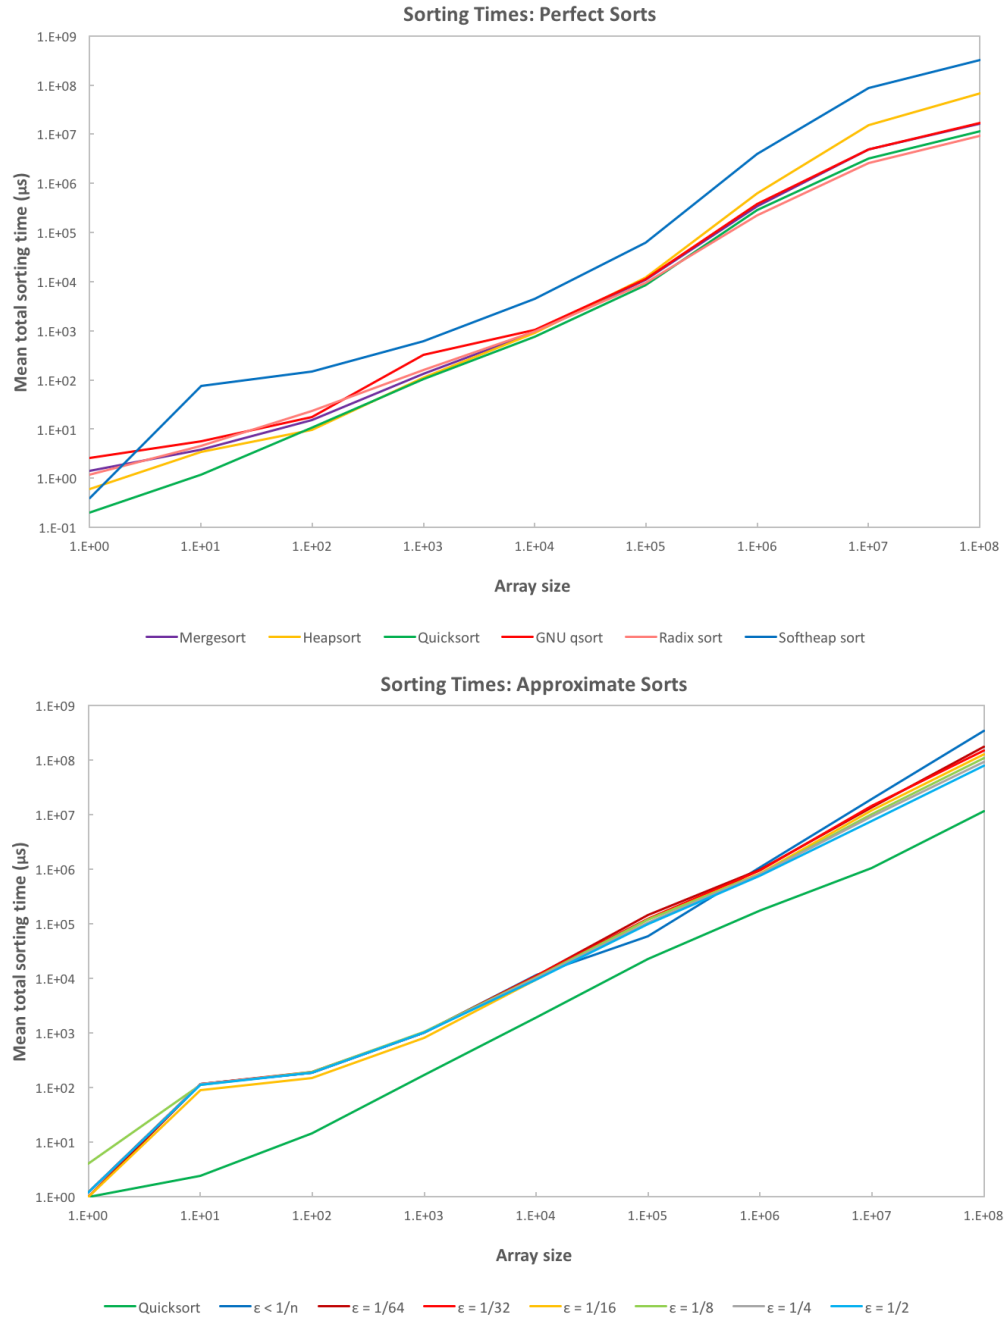 Sorting Times: Perfect Sorts
1.E+09
1.E+08
1.E+07
1.E+06
1.E+05
1.E+04
1.E+03
1.E+02
1.E+01
1.E+00
1.E-01
Mean total sorting time (µs)
1.E+00 1.E+01 1.E+02 1.E+03 1.E+04 1.E+05 1.E+06 1.E+07 1.E+08
Array size
Mergesort Heapsort Quicksort GNU qsort Radix sort Softheap sort
Sorting Times: Approximate Sorts
1.E+09
1.E+08
1.E+07
1.E+06
1.E+05
1.E+04
1.E+03
1.E+02
1.E+01
1.E+00
Mean total sorting time (µs)
1.E+00 1.E+01 1.E+02 1.E+03 1.E+04 1.E+05 1.E+06 1.E+07 1.E+08
Array size
Quicksort ε < 1/n ε = 1/64 ε = 1/32 ε = 1/16 ε = 1/8 ε = 1/4 ε = 1/2